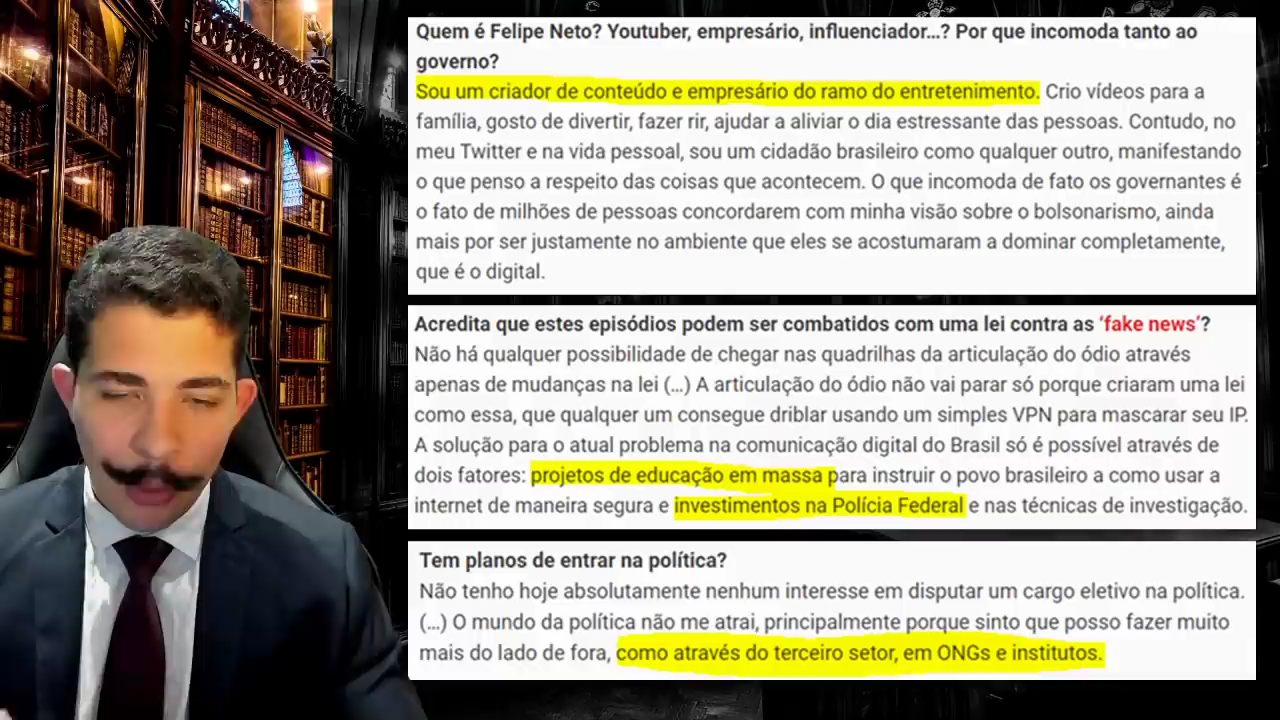 Quem é Felipe Neto? Youtuber, empresário, influenciador...? Por que incomoda tanto ao
governo?
Sou um criador de conteúdo e empresário do ramo do entretenimento. Crio vídeos para a
família, gosto de divertir, fazer rir, ajudar a aliviar o dia estressante das pessoas. Contudo, no
meu Twitter e na vida pessoal, sou um cidadão brasileiro como qualquer outro, manifestando
o que penso a respeito das coisas que acontecem. O que incomoda de fato os governantes é
o fato de milhões de pessoas concordarem com minha visão sobre o bolsonarismo, ainda
mais por ser justamente no ambiente que eles se acostumaram a dominar completamente,
que é o digital.
Acredita que estes episódios podem ser combatidos com uma lei contra as ‘fake news’?
Não há qualquer possibilidade de chegar nas quadrilhas da articulação do ódio através
apenas de mudanças na lei (...) A articulação do ódio não vai parar só porque criaram uma lei
como essa, que qualquer um consegue driblar usando um simples VPN para mascarar seu IP.
A solução para o atual problema na comunicação digital do Brasil só é possível através de
dois fatores: projetos de educação em massa para instruir o povo brasileiro a como usar a
internet de maneira segura e investimentos na Polícia Federal e nas técnicas de investigação.
Tem planos de entrar na política?
Não tenho hoje absolutamente nenhum interesse em disputar um cargo eletivo na política.
(...) O mundo da política não me atrai, principalmente porque sinto que posso fazer muito
mais do lado de fora, como através do terceiro setor, em ONGs e institutos.